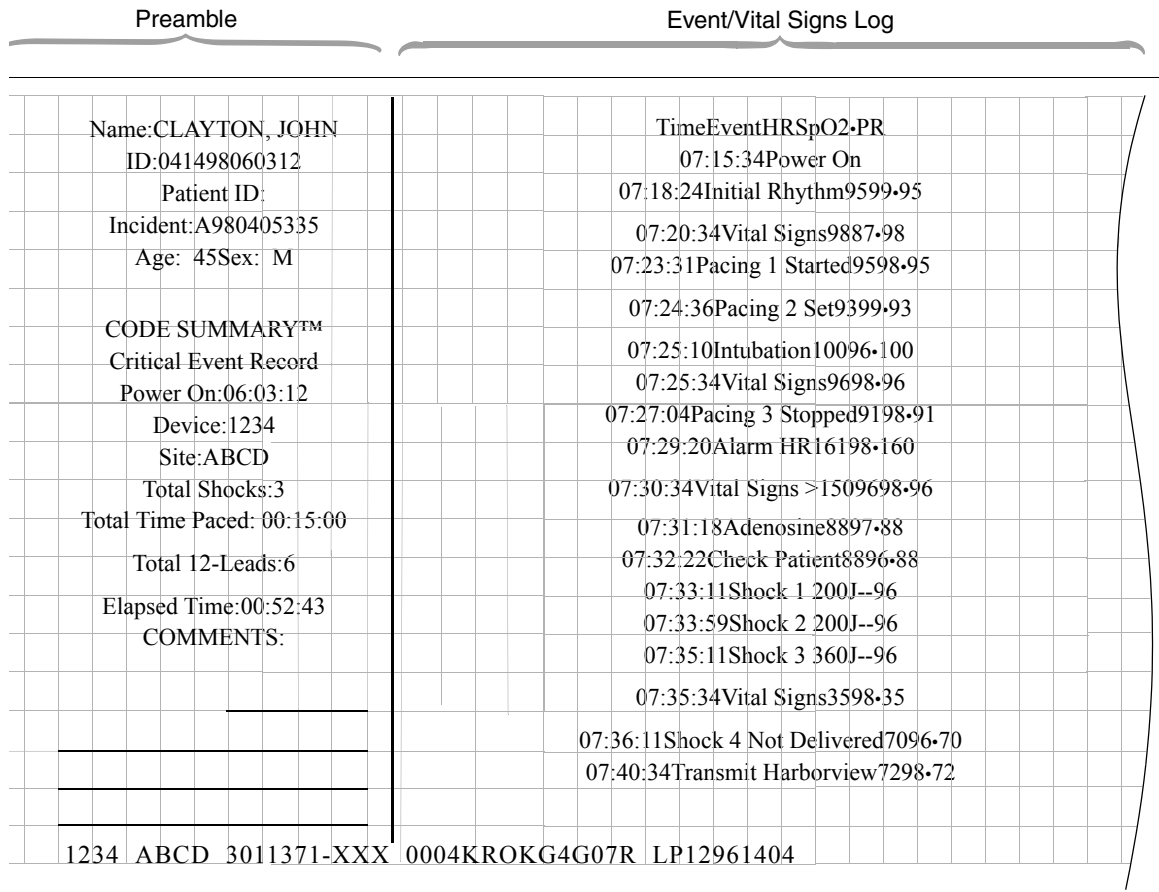 Preamble
Event/Vital Signs Log
Name:CLAYTON, JOHN
ID:041498060312
Patient ID:
Incident:A980405335
Age: 45Sex: M
CODE SUMMARY™
Critical Event Record
Power On:06:03:12
Device:1234
Site:ABCD
Total Shocks:3
Total Time Paced: 00:15:00
Total 12-Leads:6
Elapsed Time:00:52:43
COMMENTS:
TimeEventHRSpO2•PR
07:15:34Power On
07:18:24Initial Rhythm9599•95
07:20:34Vital Signs9887•98
07:23:31Pacing 1 Started9598•95
07:24:36Pacing 2 Set9399•93
07:25:10Intubation10096•100
07:25:34Vital Signs9698•96
07:27:04Pacing 3 Stopped9198•91
07:29:20Alarm HR16198•160
07:30:34Vital Signs >1509698•96
07:31:18Adenosine8897•88
07:32:22Check Patient8896•88
07:33:11Shock 1 200J--96
07:33:59Shock 2 200J--96
07:35:11Shock 3 360J--96
07:35:34Vital Signs3598•35
07:36:11Shock 4 Not Delivered7096•70
07:40:34Transmit Harborview7298•72
1234 ABCD 3011371-XXX 0004KROKG4G07R LP12961404